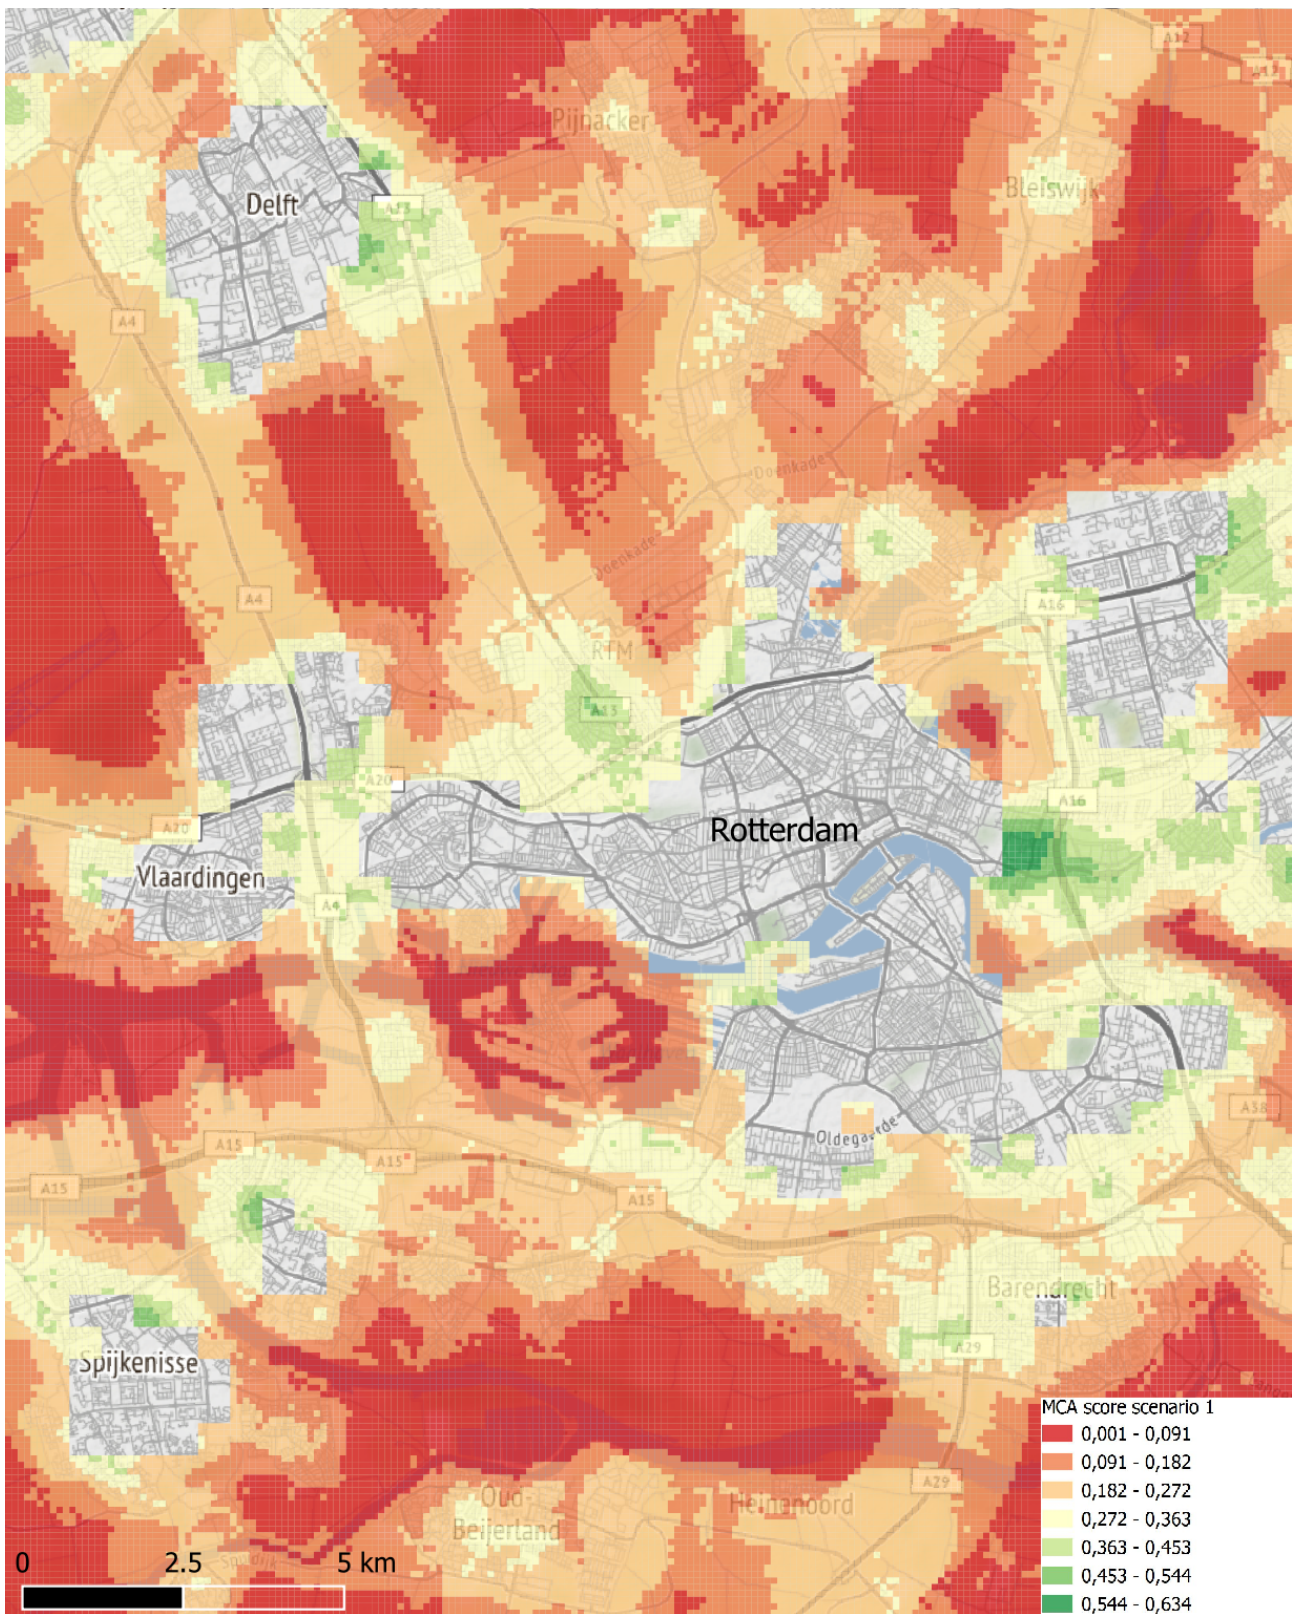 A12
A12
Pijnacker
Bleiswijk
Delft
A13
A4
Doenkade
Doenkade
A4
A16
RTM
A13
A20
A16
A20
Rotterdam
Vlaardingen
A4
A38
Oldegaarde
A15
A15
A15
A15
Barendrecht
A29
Spijkenisse
MCA score scenario 1
0,001 - 0,091
0,091 - 0,182
0,182 - 0,272
0,272 - 0,363
0,363 - 0,453
0,453 - 0,544
0,544 - 0,634
A29
Oud-
Beijerland
Heinenoord
0 2.5 5 km